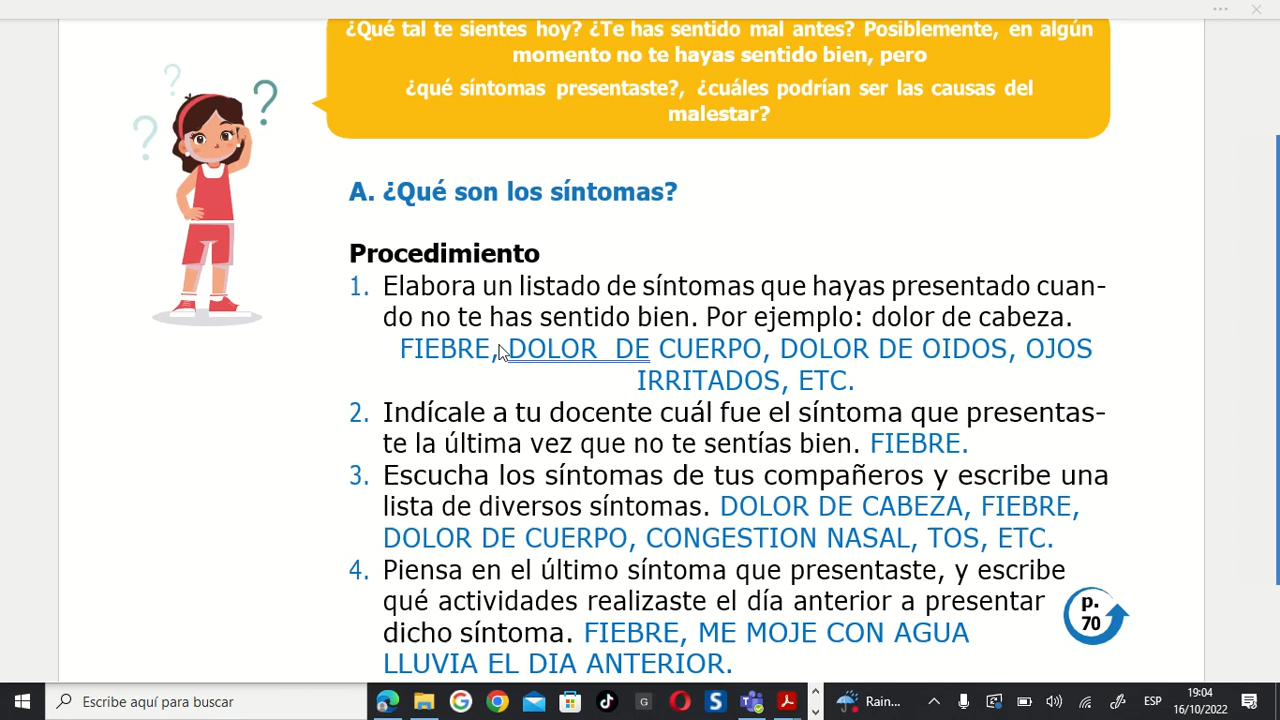 ¿Qué tal te sientes hoy? ¿Te has sentido mal antes? Posiblemente, en algún
momento no te hayas sentido bien, pero
¿qué síntomas presentaste?, ¿cuáles podrían ser las causas del
malestar?
? ? ?
A. ¿Qué son los síntomas?
Procedimiento
1. Elabora un listado de síntomas que hayas presentado cuan-
do no te has sentido bien. Por ejemplo: dolor de cabeza.
FIEBRE, DOLOR DE CUERPO, DOLOR DE OIDOS, OJOS
IRRITADOS, ETC.
2. Indícale a tu docente cuál fue el síntoma que presentas-
te la última vez que no te sentías bien. FIEBRE.
3. Escucha los síntomas de tus compañeros y escribe una
lista de diversos síntomas. DOLOR DE CABEZA, FIEBRE,
DOLOR DE CUERPO, CONGESTION NASAL, TOS, ETC.
4. Piensa en el último síntoma que presentaste, y escribe
qué actividades realizaste el día anterior a presentar
dicho síntoma. FIEBRE, ME MOJE CON AGUA
LLUVIA EL DIA ANTERIOR.
p.
70
Escribe aquí para buscar
G
S
Rain...
ESP
19:04
16/10/2022